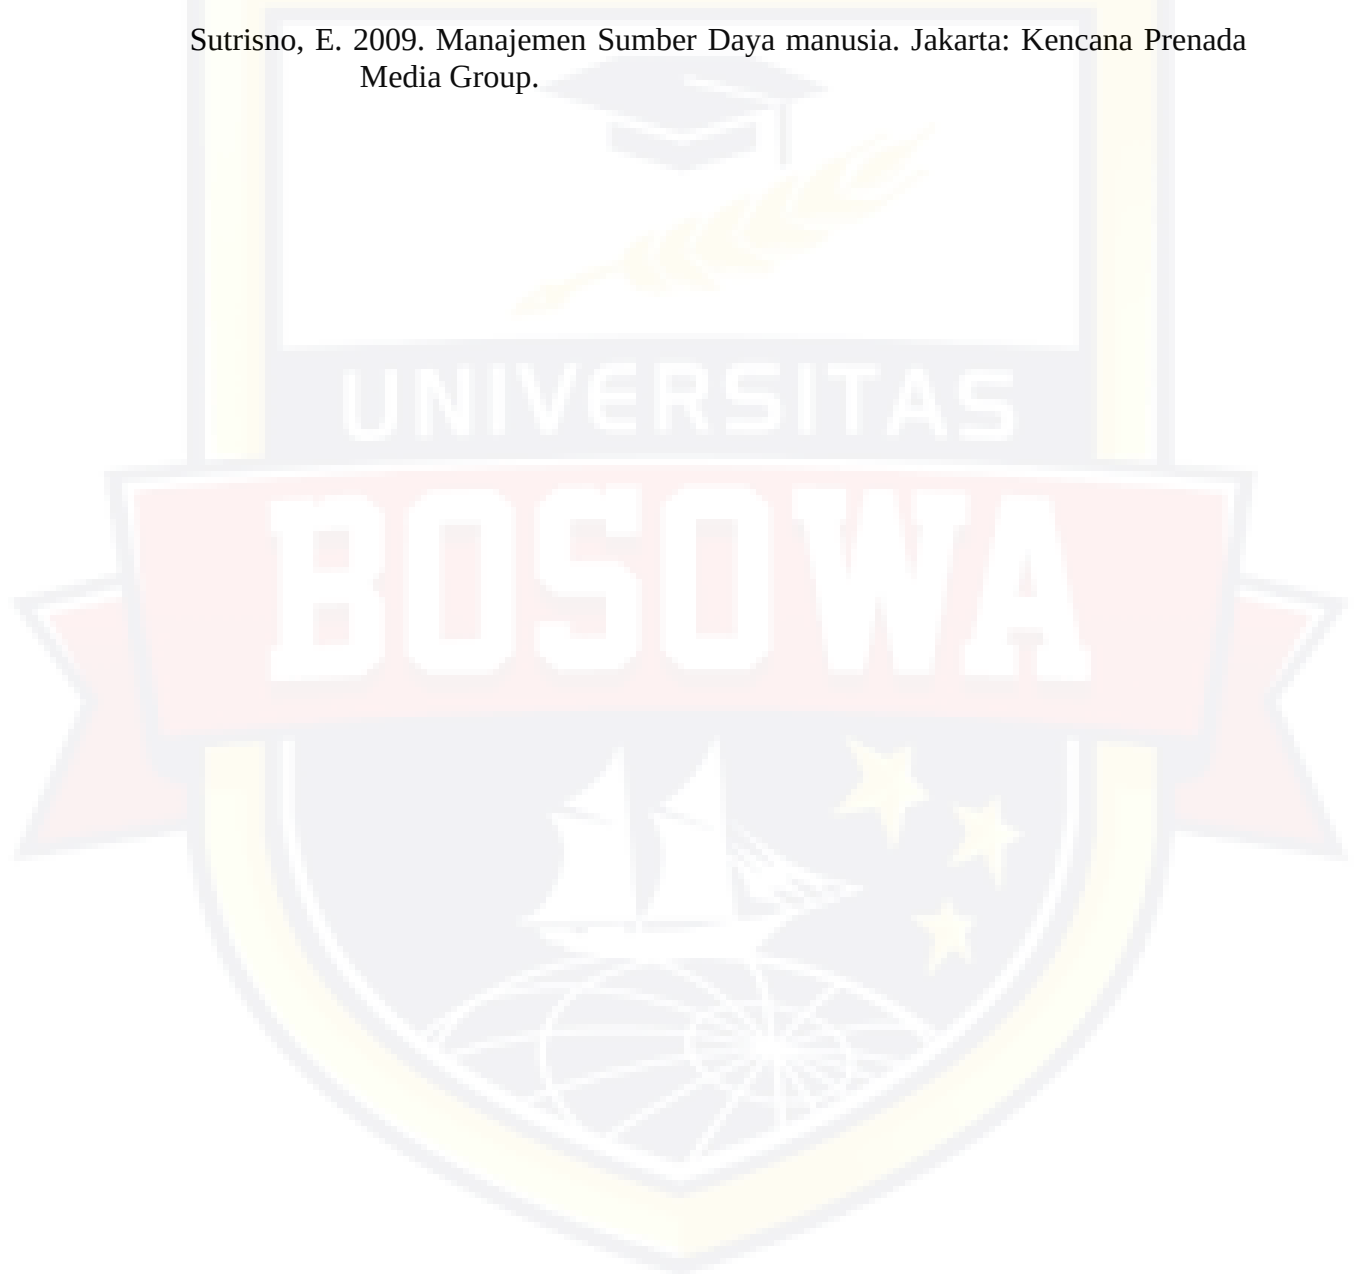 Sutrisno, E. 2009. Manajemen Sumber Daya manusia. Jakarta: Kencana Prenada
Media Group.
UNIVERSITAS
BOSOWA